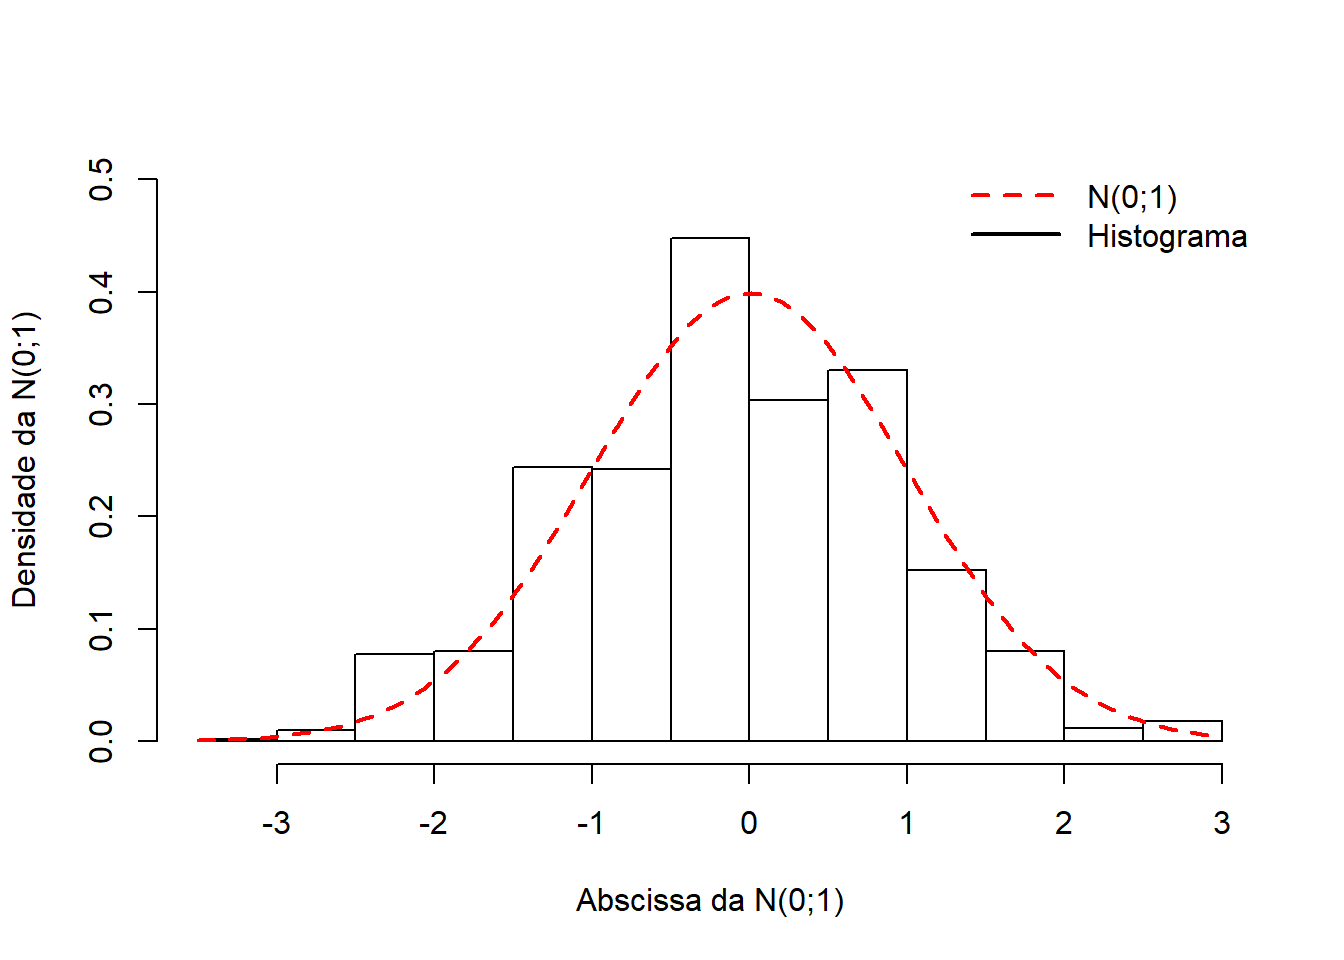 N(0;1)
Histograma
Densidade da N(0;1)
0.5
0.4
0.3
0.2
0.1
0.0
-3 -2 -1 0 1 2 3
Abscissa da N(0;1)